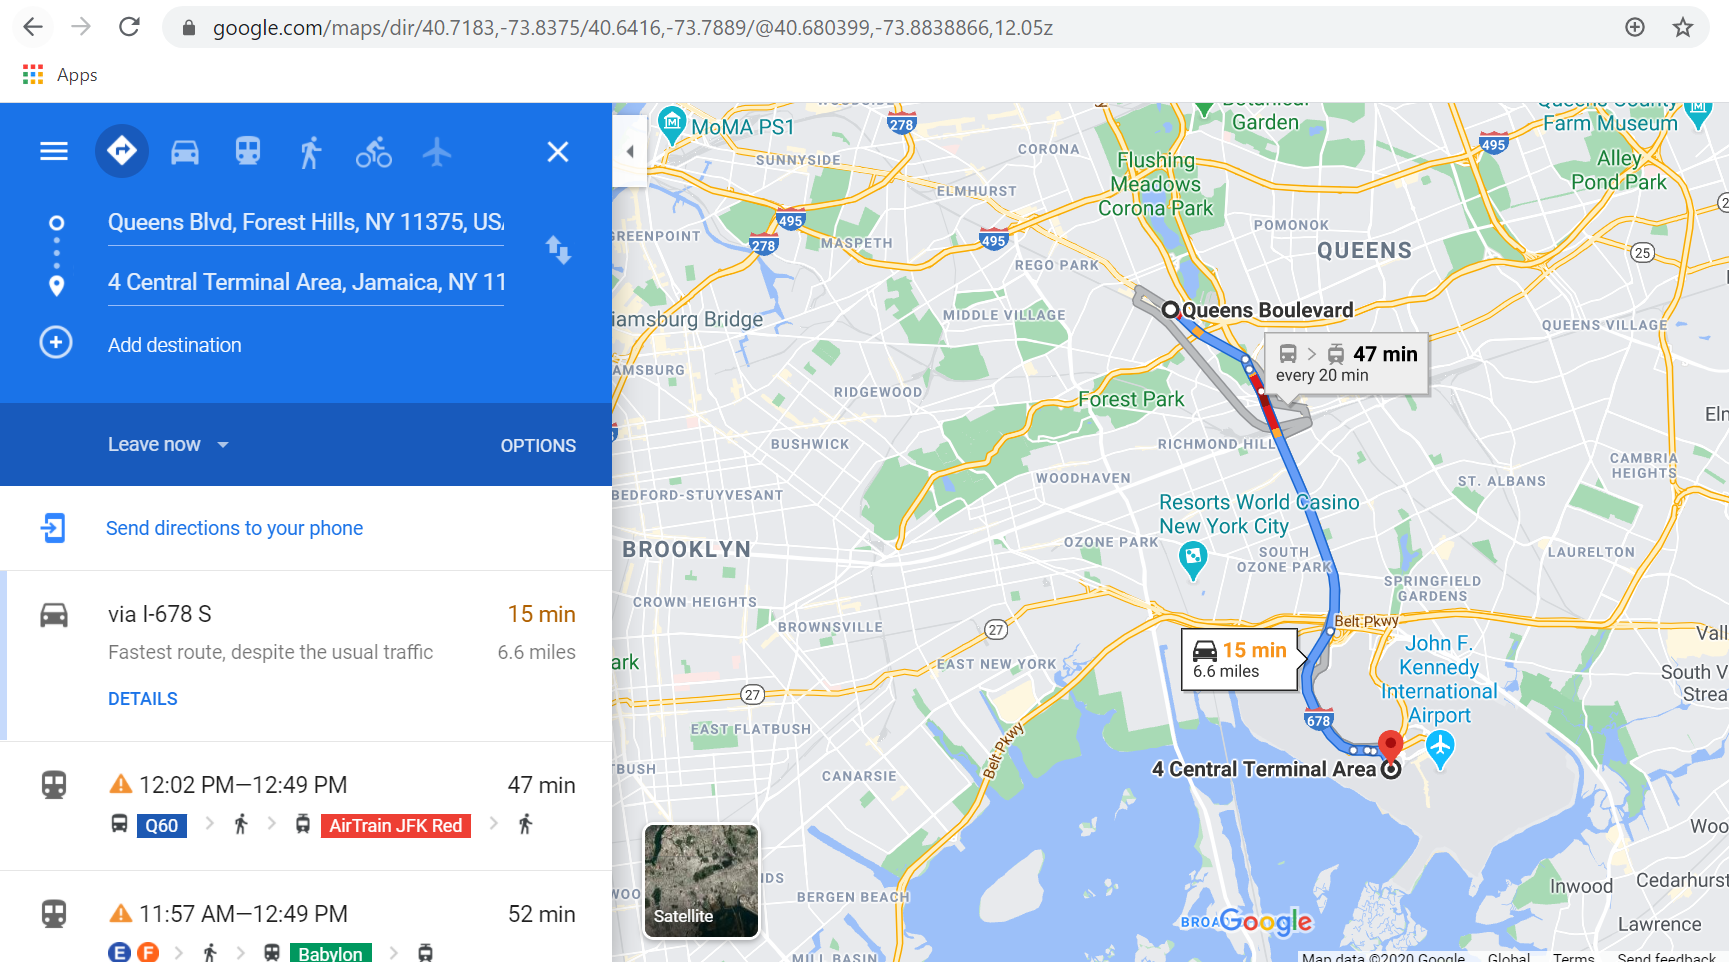 google.com/maps/dir/40.7183,-73.8375/40.6416,-73.7889/@40.680399,-73.8838866,12.05z
Apps
Queens Blvd, Forest Hills, NY 11375, US
4 Central Terminal Area, Jamaica, NY 11
Add destination
Leave now
OPTIONS
Send directions to your phone
via I-678 S
15 min
Fastest route, despite the usual traffic
6.6 miles
DETAILS
12:02 PM—12:49 PM
47 min
Q60
AirTrain JFK Red
11:57 AM—12:49 PM
52 min
E F
Babylon
MoMA PS1
278
Garden
Farm Museum
SUNNYSIDE
CORONA
495
Flushing
Meadows
Corona Park
Alley
Pond Park
ELMHURST
495
278
GREENPOINT
MASPETH
495
POMONOK
QUEENS
25
REGO PARK
Queens Boulevard
iamsburg Bridge
MIDDLE VILLAGE
QUEENS VILLAGE
47 min
every 20 min
AMSBURG
RIDGEWOOD
Forest Park
BUSHWICK
RICHMOND HILL
CAMBRIA
HEIGHTS
WOODHAVEN
ST. ALBANS
BEDFORD-STUYVESANT
Resorts World Casino
New York City
BROOKLYN
OZONE PARK
SOUTH
OZONE PARK
LAURELTON
SPRINGFIELD
GARDENS
CROWN HEIGHTS
BROWNSVILLE
27
Belt Pkwy
John F.
Kennedy
International
Airport
15 min
6.6 miles
ark
EAST NEW YORK
27
South V
Strea
678
EAST FLATBUSH
Belt Pkwy
4 Central Terminal Area
TBUSH
CANARSIE
Woo
Satellite
BERGEN BEACH
Inwood
Cedarhurst
Google
Lawrence
MILL BASIN
Map data ©2020 Google
Global
Terms
Send feedback